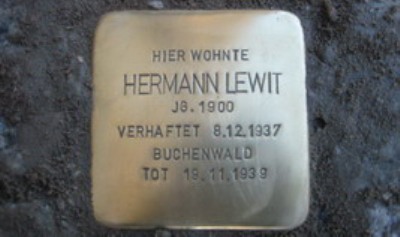 HIER WOHNTE
HERMANN LEWIT
JG. 1900
VERHAFTET 8.12.1937
BUCHENWALD
TOT 19.11.1939